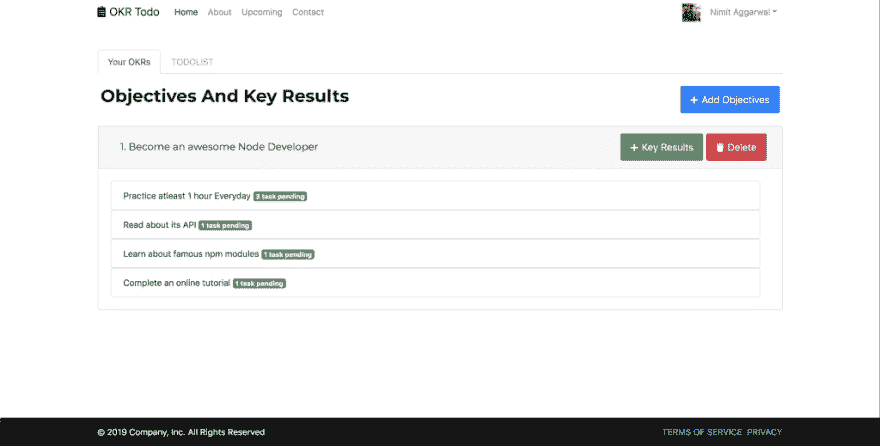 OKR Todo Home About Upcoming Contact Nimit Aggarwal
Your OKRs TODOLIST
Objectives And Key Results + Add Objectives
1. Become an awesome Node Developer + Key Results Delete
Practice atleast 1 hour Everyday 3 task pending
Read about its API 1 task pending
Learn about famous npm modules 1 task pending
Complete an online tutorial 1 task pending
© 2019 Company, Inc. All Rights Reserved TERMS OF SERVICE PRIVACY